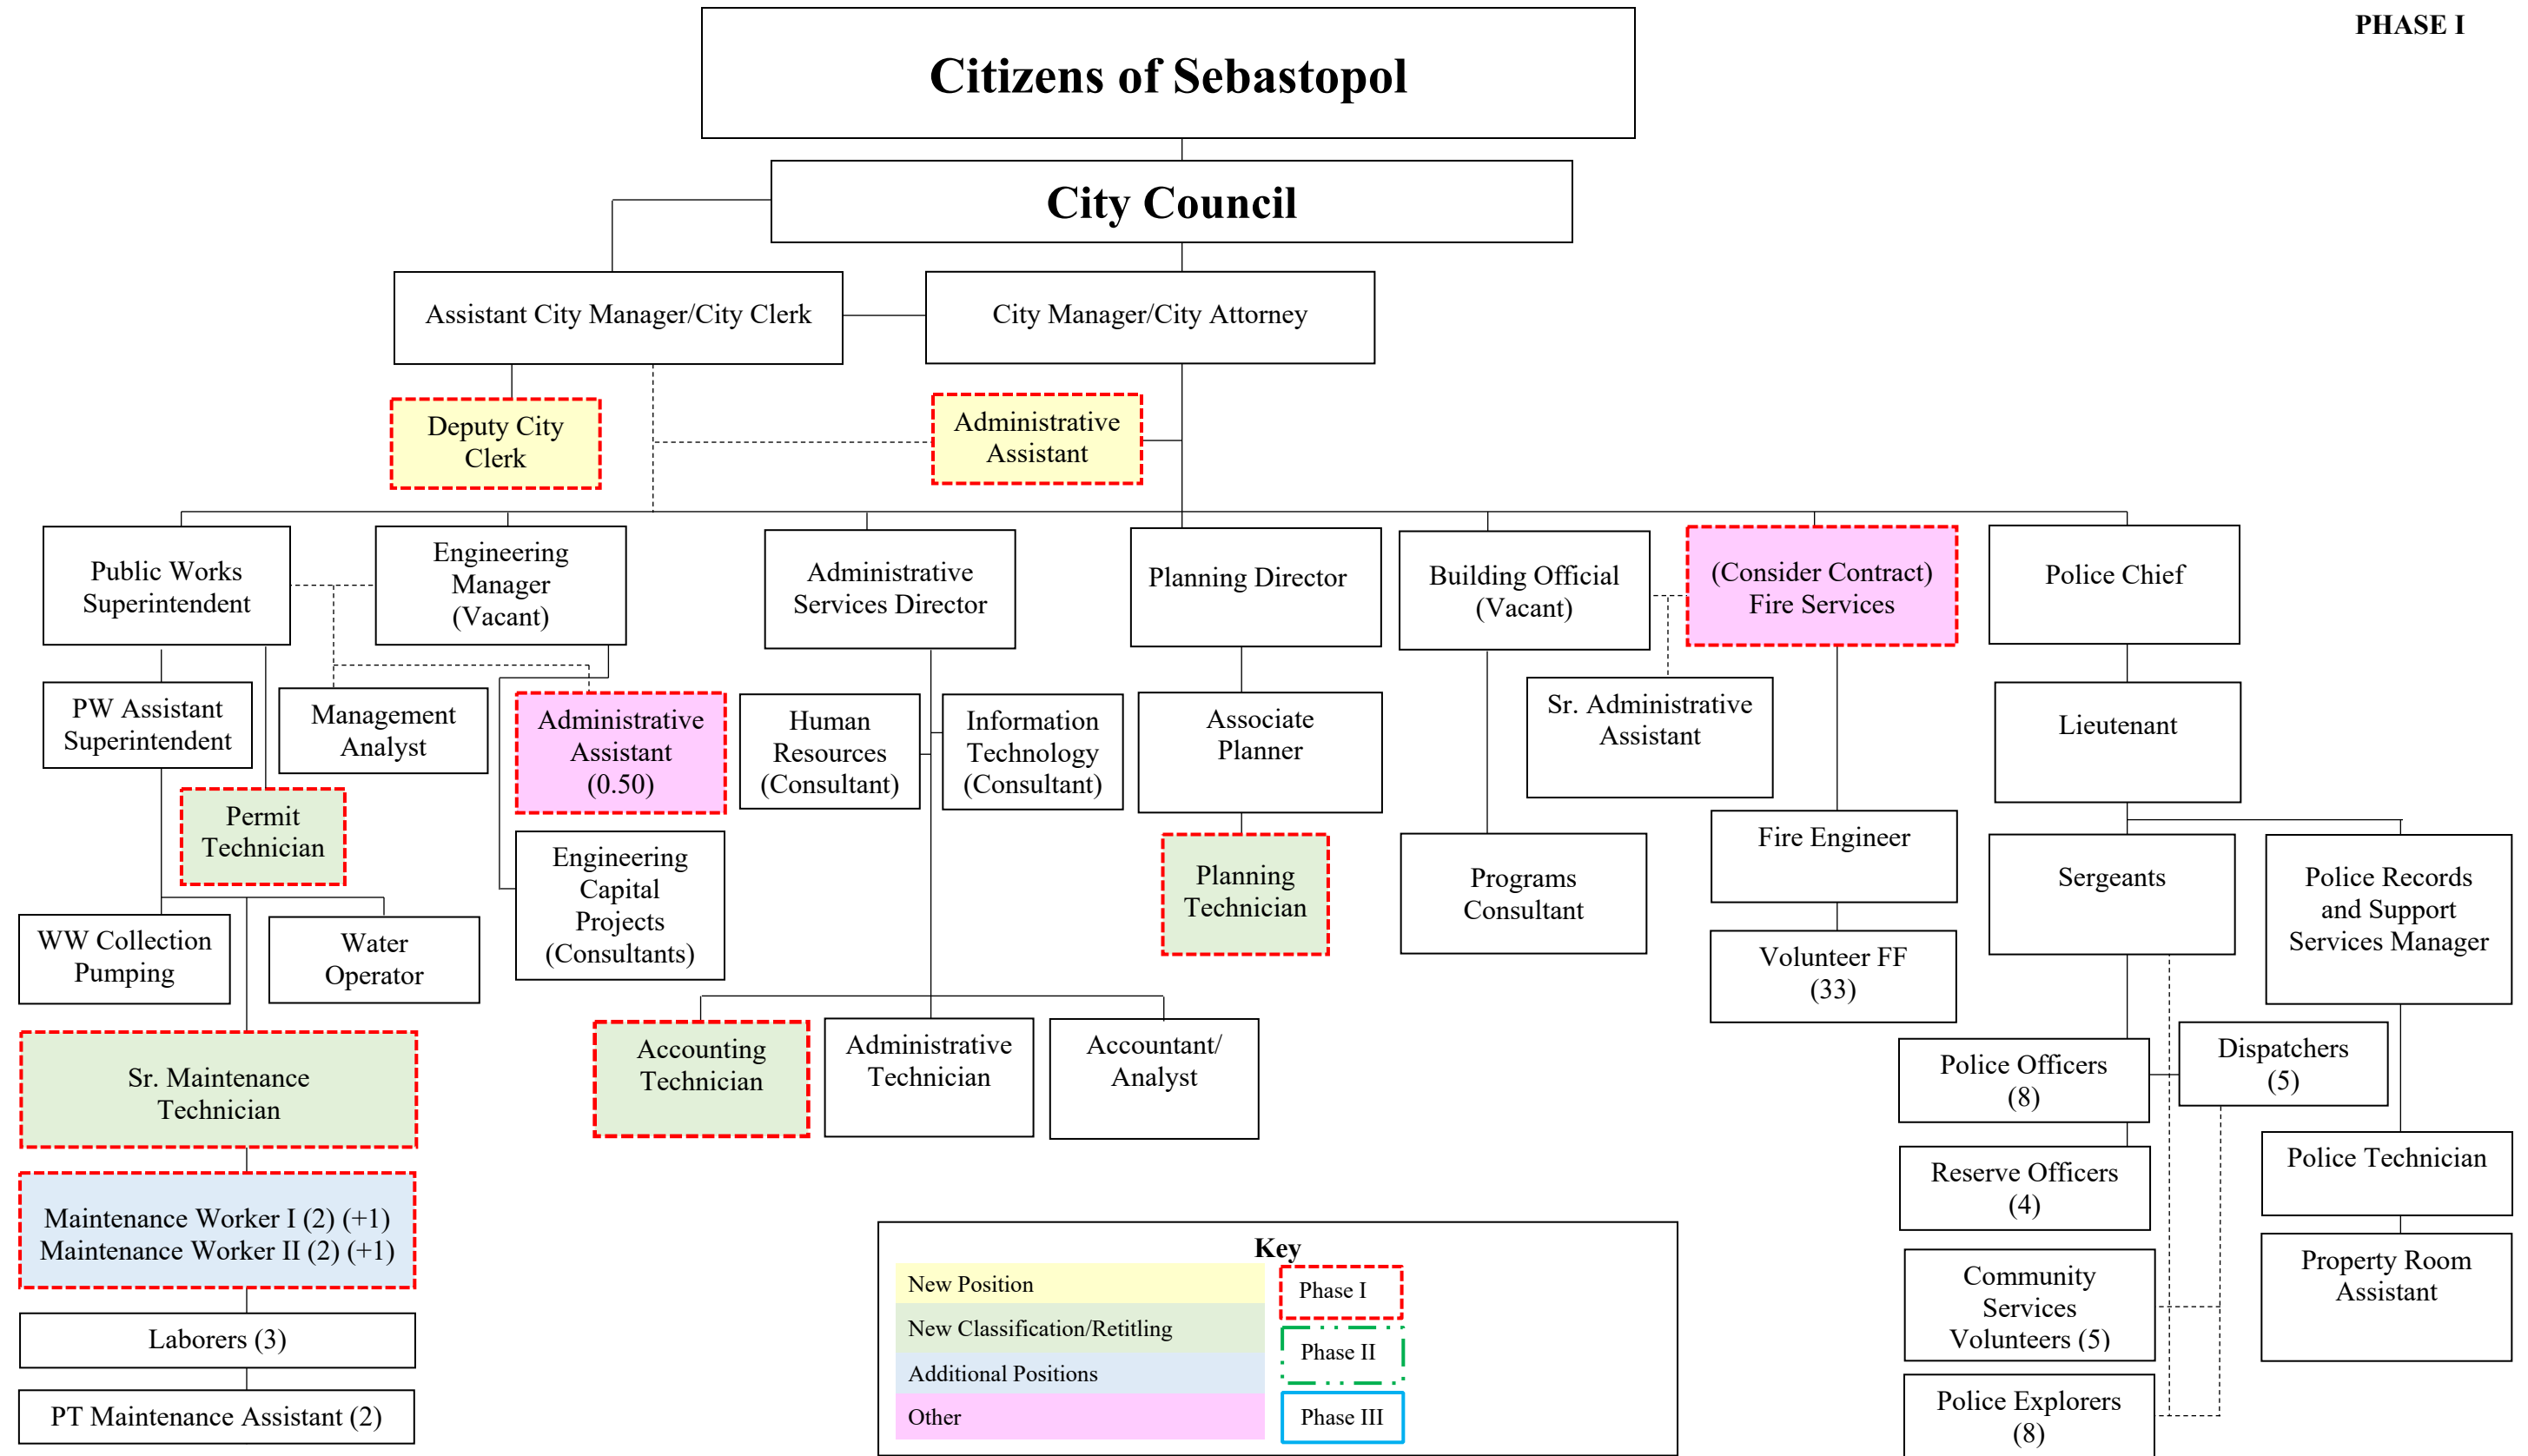 PHASE I
Citizens of Sebastopol
City Council
Assistant City Manager/City Clerk
City Manager/City Attorney
Deputy City
Clerk
Administrative
Assistant
Public Works
Superintendent
Engineering
Manager
(Vacant)
Administrative
Services Director
Planning Director
Building Official
(Vacant)
(Consider Contract)
Fire Services
Police Chief
PW Assistant
Superintendent
Management
Analyst
Administrative
Assistant
(0.50)
Human
Resources
(Consultant)
Information
Technology
(Consultant)
Associate
Planner
Sr. Administrative
Assistant
Lieutenant
Permit
Technician
Engineering
Capital
Projects
(Consultants)
Planning
Technician
Programs
Consultant
Fire Engineer
Sergeants
Police Records
and Support
Services Manager
WW Collection
Pumping
Water
Operator
Volunteer FF
(33)
Sr. Maintenance
Technician
Accounting
Technician
Administrative
Technician
Accountant/
Analyst
Police Officers
(8)
Dispatchers
(5)
Reserve Officers
(4)
Police Technician
Maintenance Worker I (2) (+1)
Maintenance Worker II (2) (+1)
Community
Services
Volunteers (5)
Property Room
Assistant
Laborers (3)
PT Maintenance Assistant (2)
Police Explorers
(8)
Key
New Position
New Classification/Retitling
Additional Positions
Other
Phase I
Phase II
Phase III